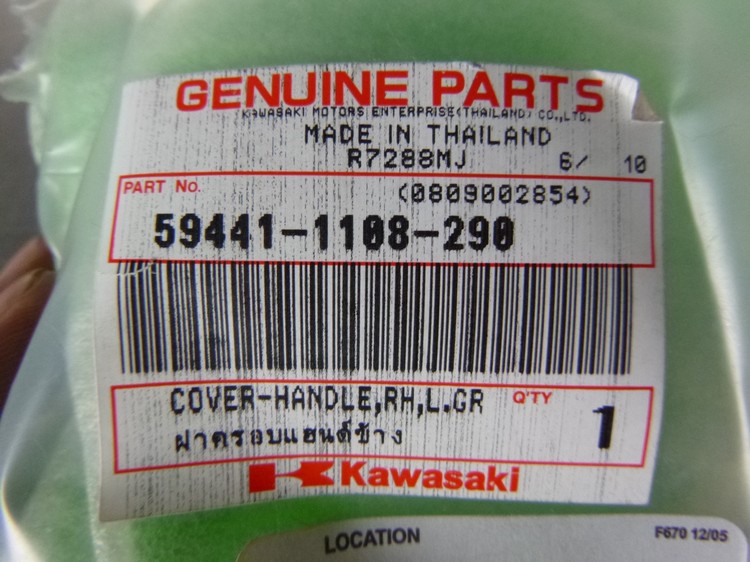 GENUINE PARTS
KAWASAKI MOTORS ENTERPRISE(THAILAND) CO.,LTD.
MADE IN THAILAND
R7288MJ 6/ 10
PART No. (0809002854)
59441-1108-290
COVER-HANDLE,RH,L.GR Q'TY 1
ฝาครอบแฮนด์ข้าง
Kawasaki
LOCATION F670 12/05